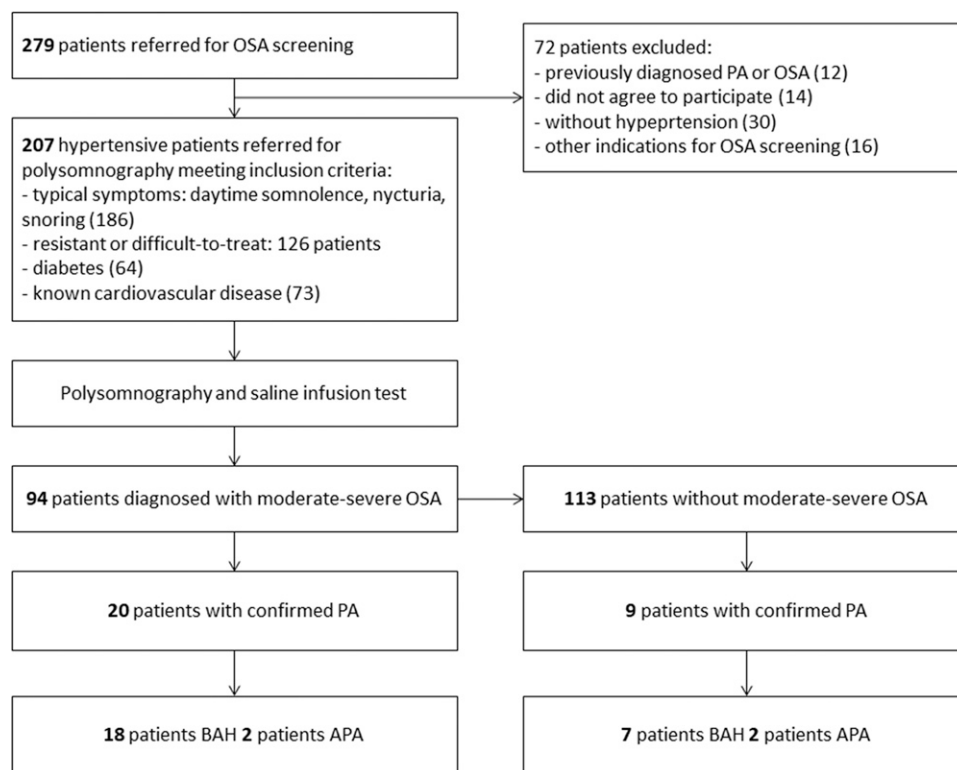 279 patients referred for OSA screening
72 patients excluded:
- previously diagnosed PA or OSA (12)
- did not agree to participate (14)
- without hypeprtension (30)
- other indications for OSA screening (16)
207 hypertensive patients referred for
polysomnography meeting inclusion criteria:
- typical symptoms: daytime somnolence, nycturia,
snoring (186)
- resistant or difficult-to-treat: 126 patients
- diabetes (64)
- known cardiovascular disease (73)
Polysomnography and saline infusion test
94 patients diagnosed with moderate-severe OSA
113 patients without moderate-severe OSA
20 patients with confirmed PA
9 patients with confirmed PA
18 patients BAH 2 patients APA
7 patients BAH 2 patients APA